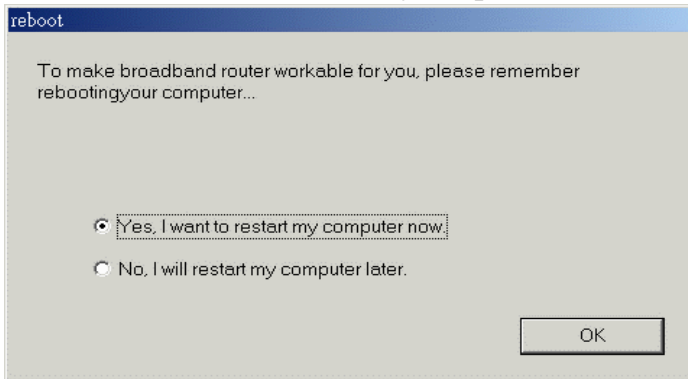 reboot
To make broadband router workable for you, please remember
rebootingyour computer...
Yes, I want to restart my computer now.
No, I will restart my computer later.
OK